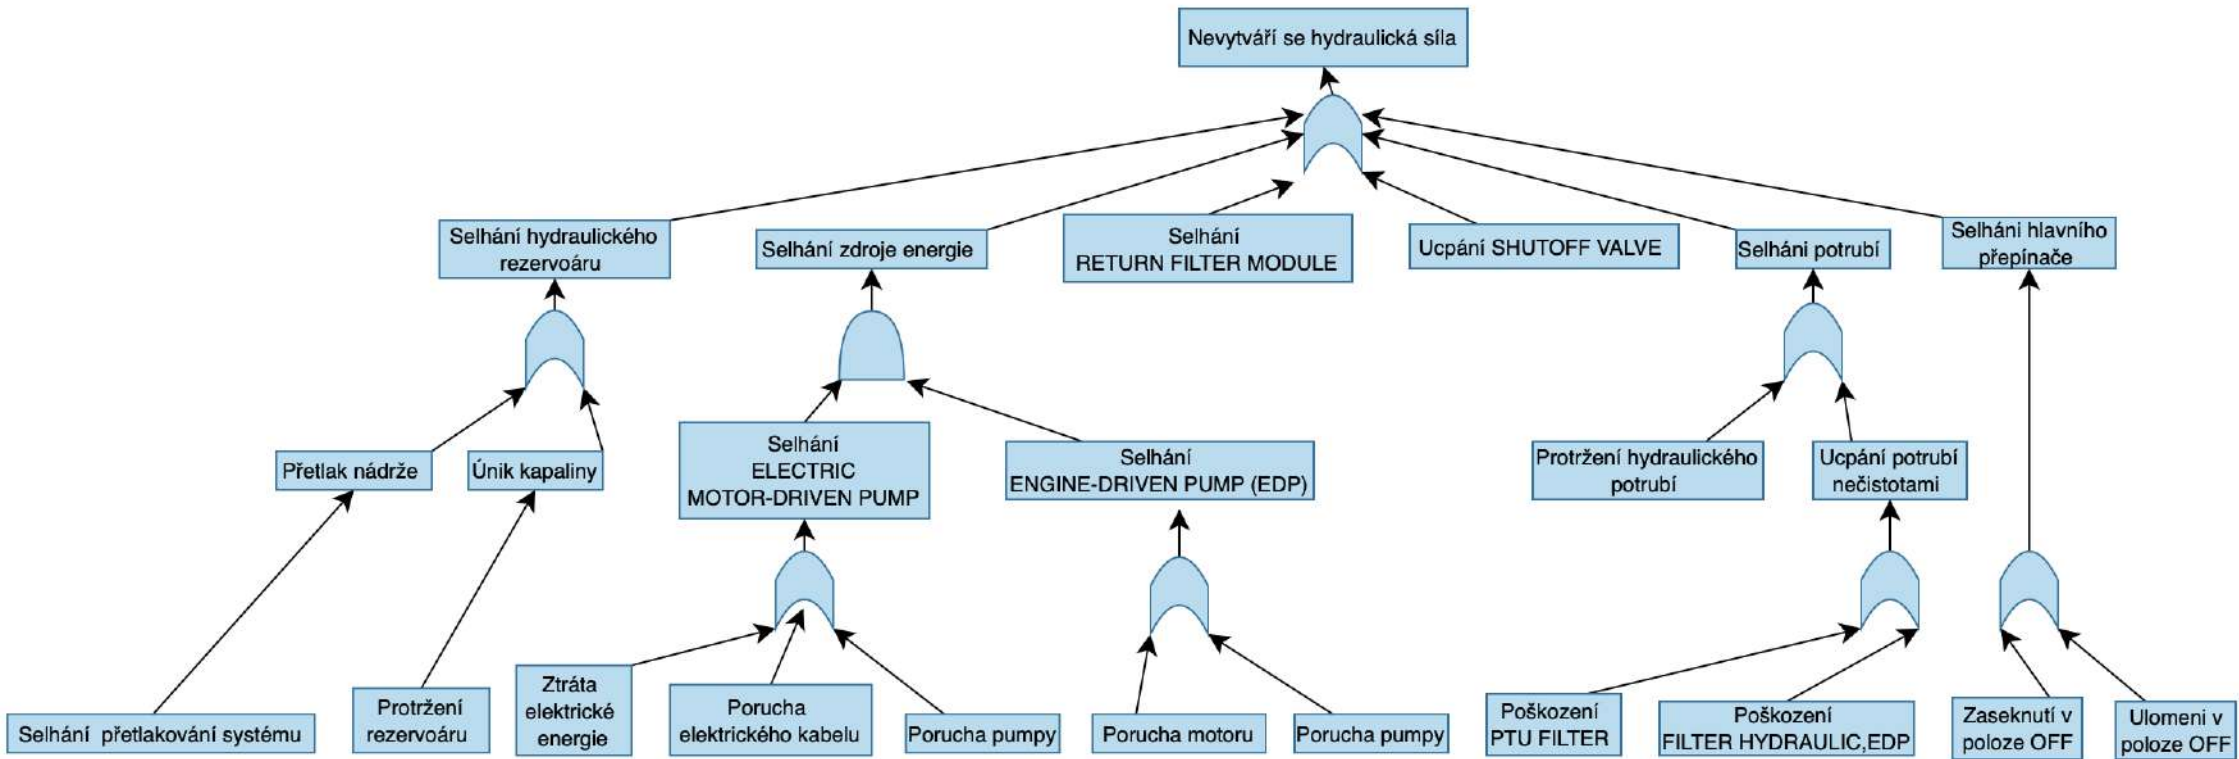 Nevytváří se hydraulická síla
Selhání hydraulického
rezervoáru
Selhání zdroje energie
Selhání
RETURN FILTER MODULE
Ucpání SHUTOFF VALVE
Selháni potrubí
Selháni hlavního
přepínače
Přetlak nádrže
Únik kapaliny
Selhání
ELECTRIC
MOTOR-DRIVEN PUMP
Selhání
ENGINE-DRIVEN PUMP (EDP)
Protržení hydraulického
potrubí
Ucpání potrubí
nečistotami
Selhání přetlakování systému
Protržení
rezervoáru
Ztráta
elektrické
energie
Porucha
elektrického kabelu
Porucha pumpy
Porucha motoru
Porucha pumpy
Poškození
PTU FILTER
Poškození
FILTER HYDRAULIC,EDP
Zaseknutí v
poloze OFF
Ulomeni v
poloze OFF